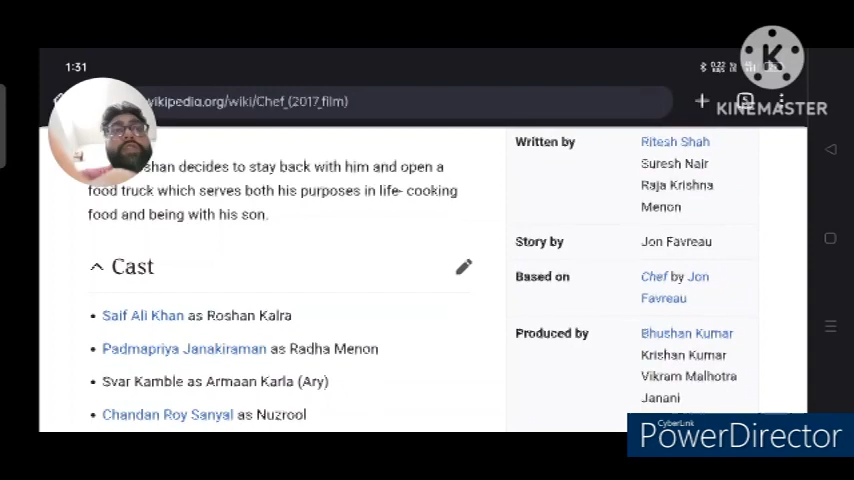 1:31
KINEMASTER
wikipedia.org/wiki/Chef_(2017_film)
decides to stay back with him and open a
food truck which serves both his purposes in life- cooking
food and being with his son.
Cast
• Saif Ali Khan as Roshan Kalra
• Padmapriya Janakiraman as Radha Menon
• Svar Kamble as Armaan Karla (Ary)
• Chandan Roy Sanyal as Nuzrool
Written by
Ritesh Shah
Suresh Nair
Raja Krishna
Menon
Story by
Jon Favreau
Based on
Chef by Jon
Favreau
Produced by
Bhushan Kumar
Krishan Kumar
Vikram Malhotra
Janani
CyberLink
PowerDirector